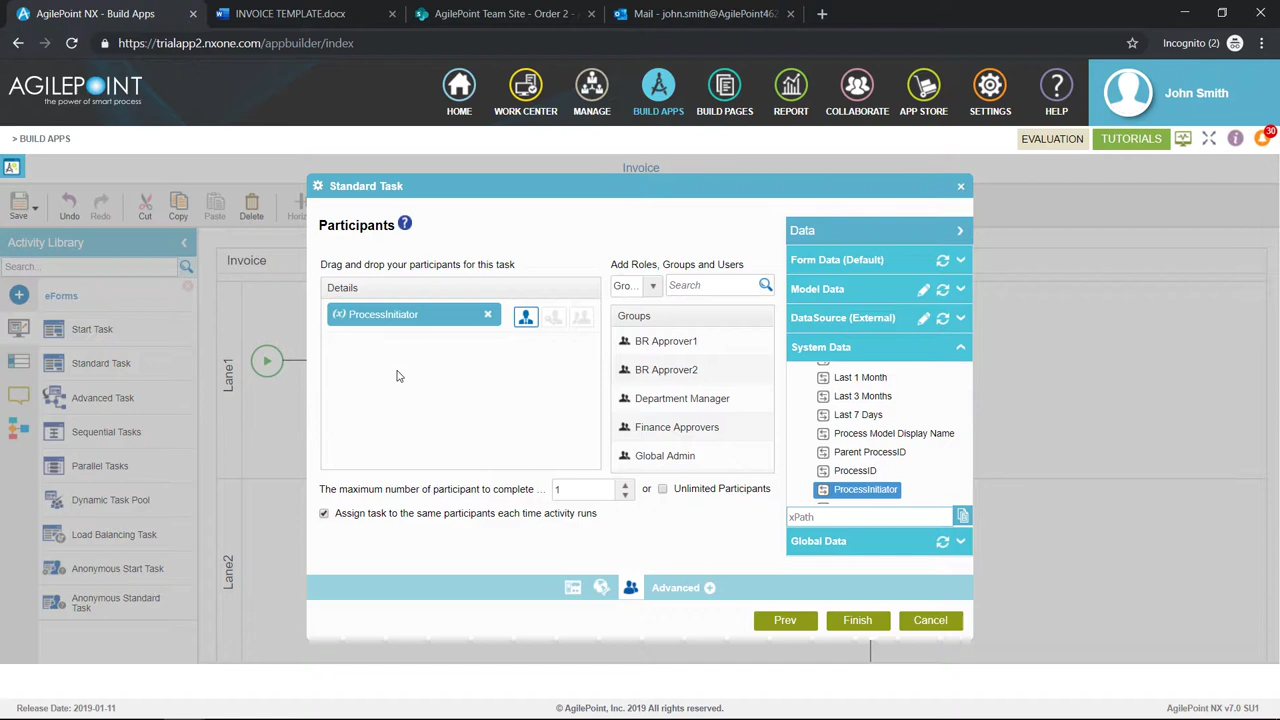 AgilePoint NX - Build Apps
INVOICE TEMPLATE.docx
AgilePoint Team Site - Order 2 -
Mail - john.smith@AgilePoint462
https://trialapp2.nxone.com/appbuilder/index
Incognito (2)
AGILEPOINT
the power of smart process
HOME
WORK CENTER
MANAGE
BUILD APPS
BUILD PAGES
REPORT
COLLABORATE
APP STORE
SETTINGS
HELP
John Smith
> BUILD APPS
EVALUATION
TUTORIALS
30
Invoice
Save
Undo
Redo
Cut
Copy
Paste
Delete
Horiz
Activity Library
Search...
eForms
Start Task
Standard Task
Advanced Task
Sequential Tasks
Parallel Tasks
Dynamic Task Pool
Load Balancing Task
Anonymous Start Task
Anonymous Standard
Task
Invoice
Lane1
Lane2
Standard Task
Participants
Drag and drop your participants for this task
Details
(x) ProcessInitiator
Add Roles, Groups and Users
Gro...
Search
Groups
BR Approver1
BR Approver2
Department Manager
Finance Approvers
Global Admin
The maximum number of participant to complete ...
1
or
Unlimited Participants
Assign task to the same participants each time activity runs
Data
Form Data (Default)
Model Data
DataSource (External)
System Data
Last 1 Month
Last 3 Months
Last 7 Days
Process Model Display Name
Parent ProcessID
ProcessID
ProcessInitiator
xPath
Global Data
Advanced
Prev
Finish
Cancel
Release Date: 2019-01-11
© AgilePoint, Inc. 2019 All rights reserved.
AgilePoint NX v7.0 SU1